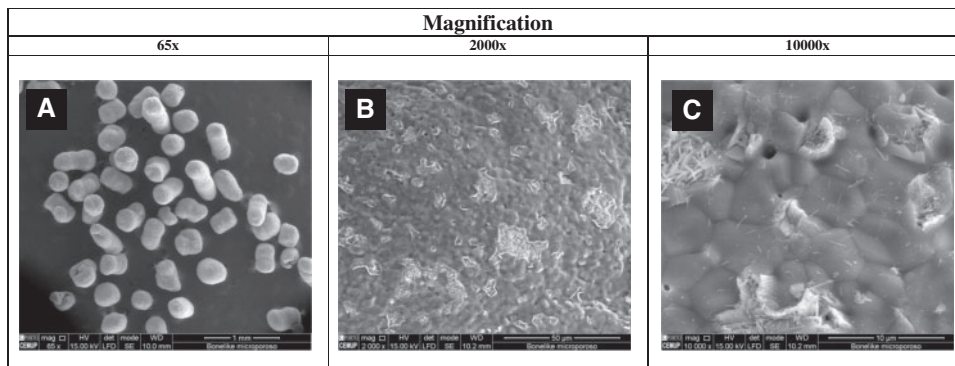 Magnification
65x 2000x 10000x
A B C
mag HV det mode WD 1 mm
CEMUP 65 x 15.00 kV LFD SE 10.0 mm Bonelike microporoso
mag HV det mode WD 50 µm
CEMUP 2 000 x 15.00 kV LFD SE 10.2 mm Bonelike microporoso
mag HV det mode WD 10 µm
CEMUP 10 000 x 15.00 kV LFD SE 10.2 mm Bonelike microporoso